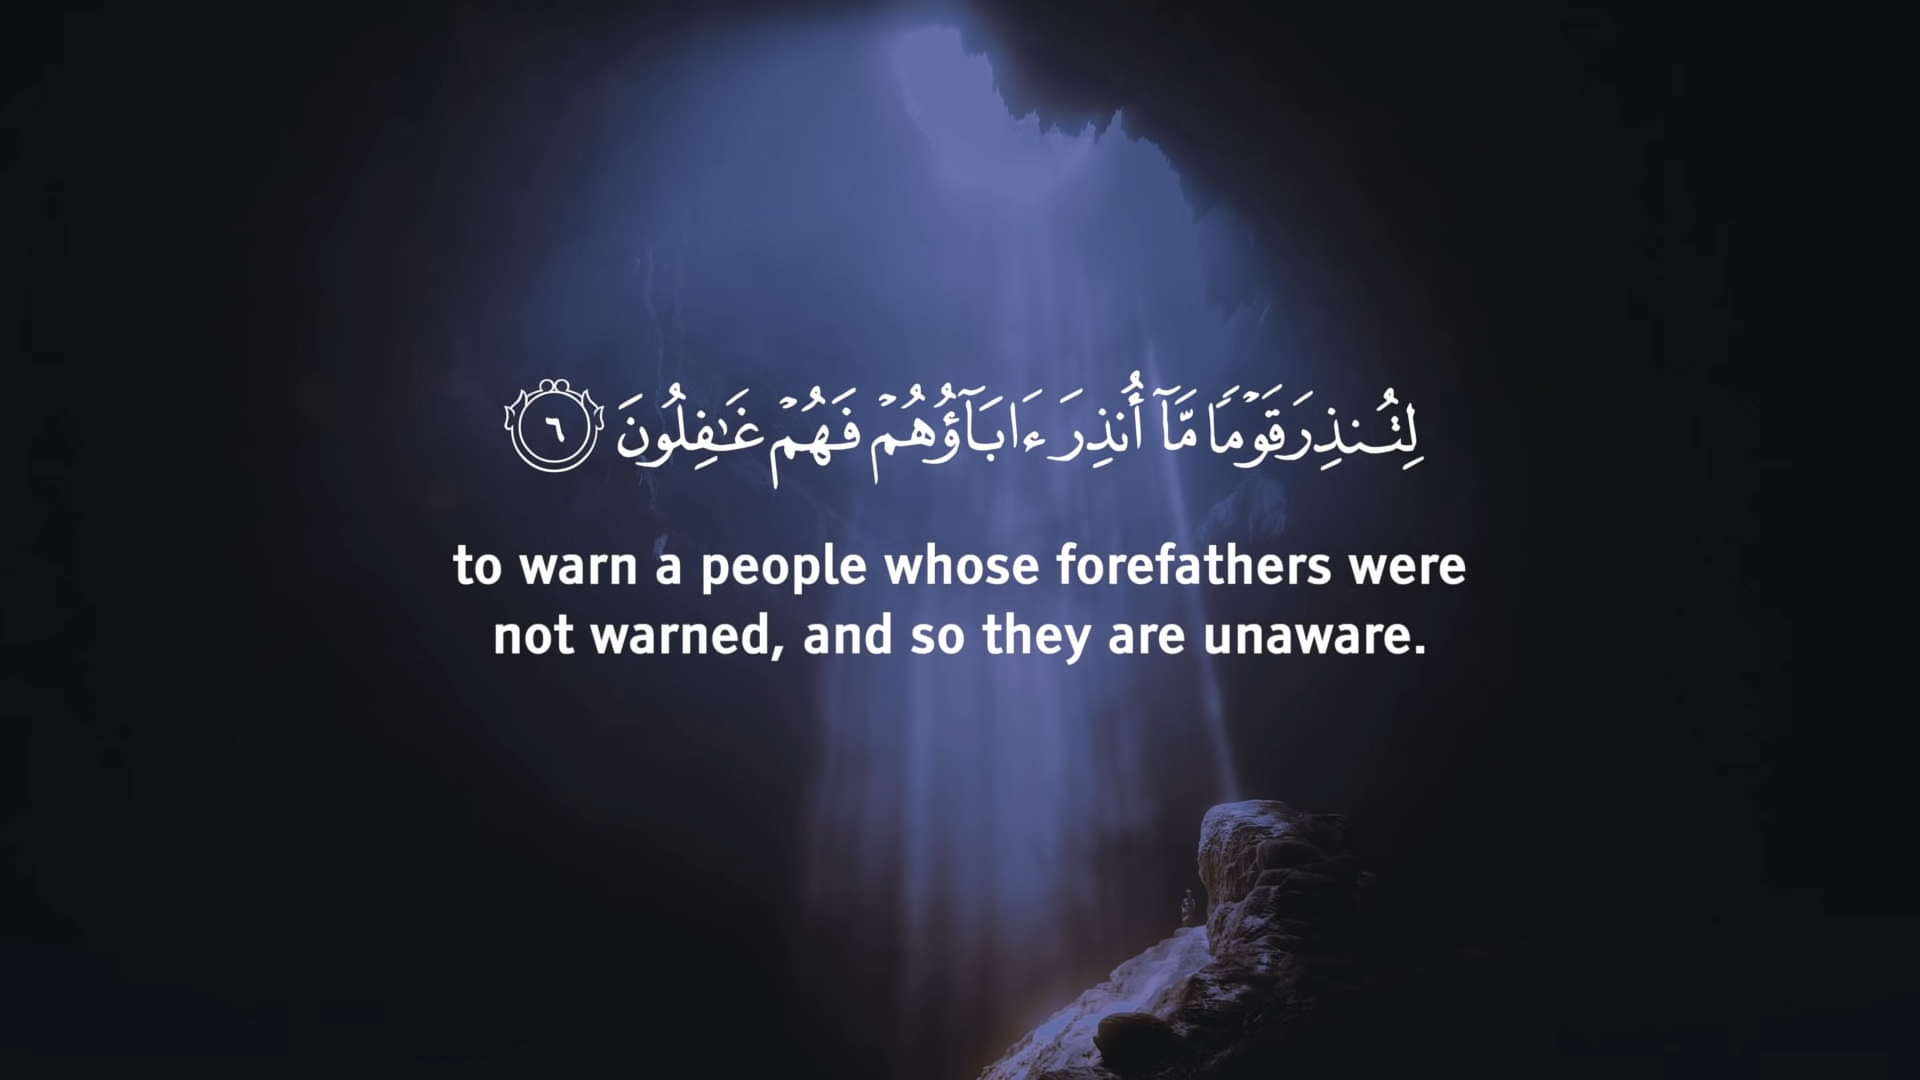 لِتُنذِرَ قَوْمًا مَّآ أُنذِرَ ءَابَآؤُهُمْ فَهُمْ غَـٰفِلُونَ ٦
to warn a people whose forefathers were
not warned, and so they are unaware.